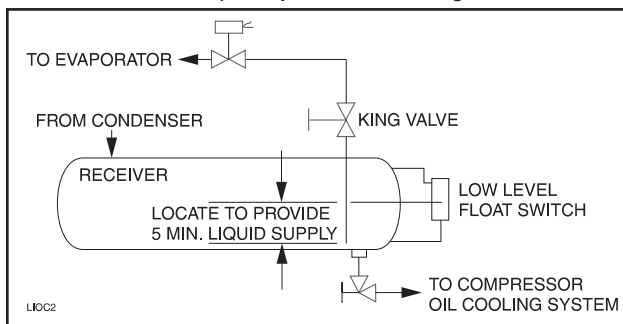 TO EVAPORATOR
FROM CONDENSER
KING VALVE
RECEIVER
LOCATE TO PROVIDE
5 MIN. LIQUID SUPPLY
LOW LEVEL
FLOAT SWITCH
TO COMPRESSOR
OIL COOLING SYSTEM
LIOC2